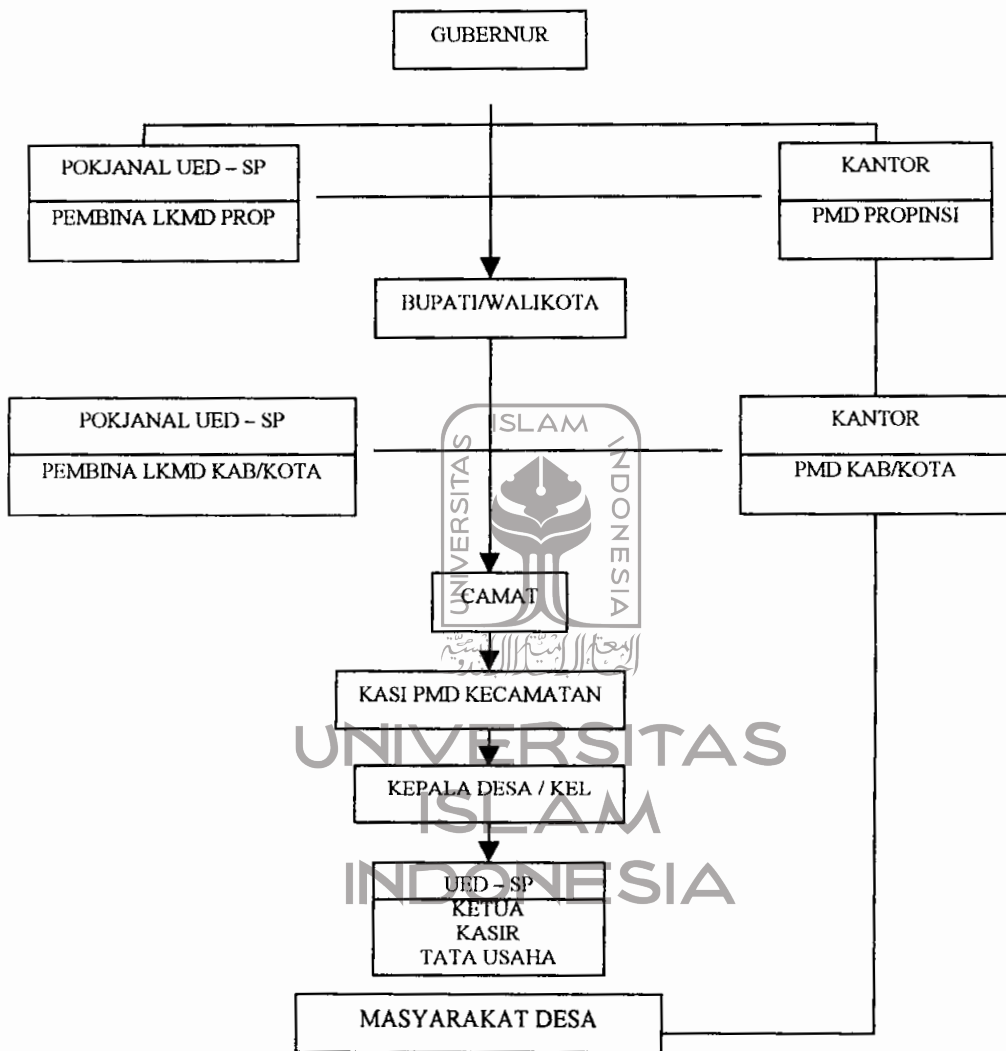 GUBERNUR
POKJANAL UED – SP
PEMBINA LKMD PROP
KANTOR
PMD PROPINSI
BUPATI/WALIKOTA
POKJANAL UED – SP
PEMBINA LKMD KAB/KOTA
KANTOR
PMD KAB/KOTA
ISLAM
UNIVERSITAS
INDONESIA
CAMAT
KASI PMD KECAMATAN
UNIVERSITAS
KEPALA DESA / KEL
ISLAM
INDONESIA
UED – SP
KETUA
KASIR
TATA USAHA
MASYARAKAT DESA